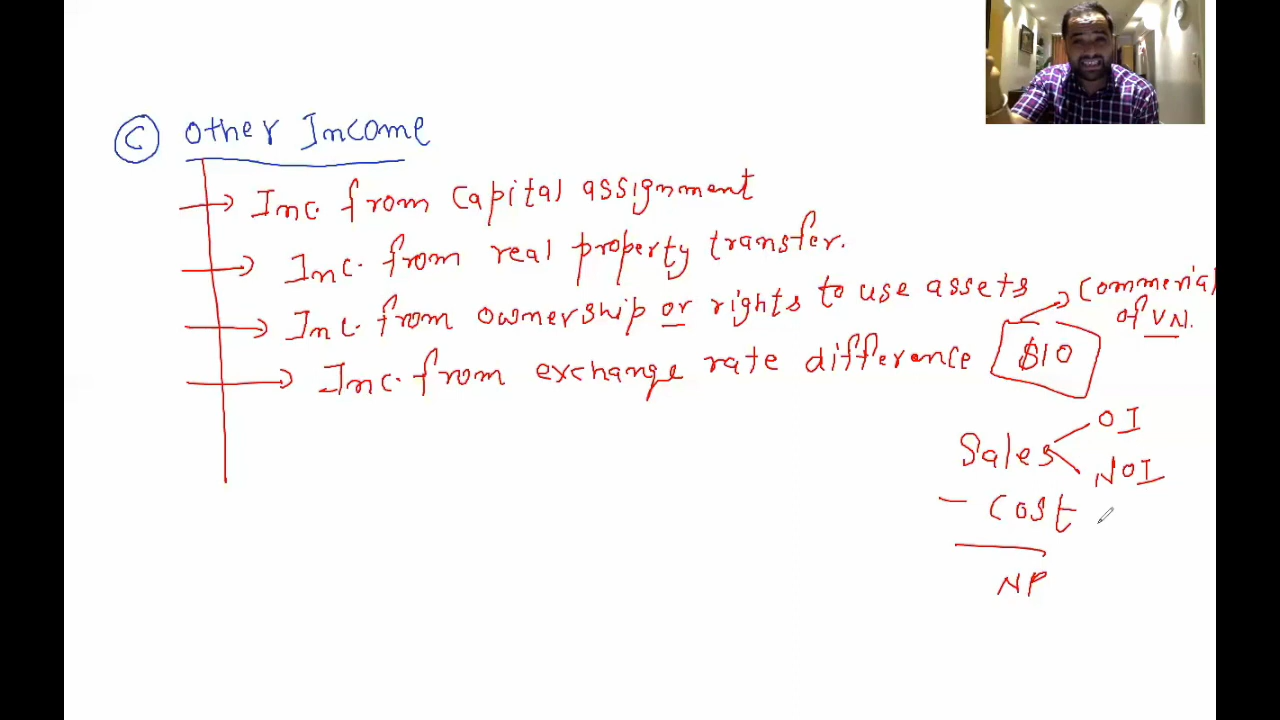 C Other Income
Inc. from Capital assignment
Inc. from real property transfer.
Inc. from ownership or rights to use assets
Commerical
of VN.
Inc. from exchange rate difference $10
Sales OI
NOI
- Cost
NP